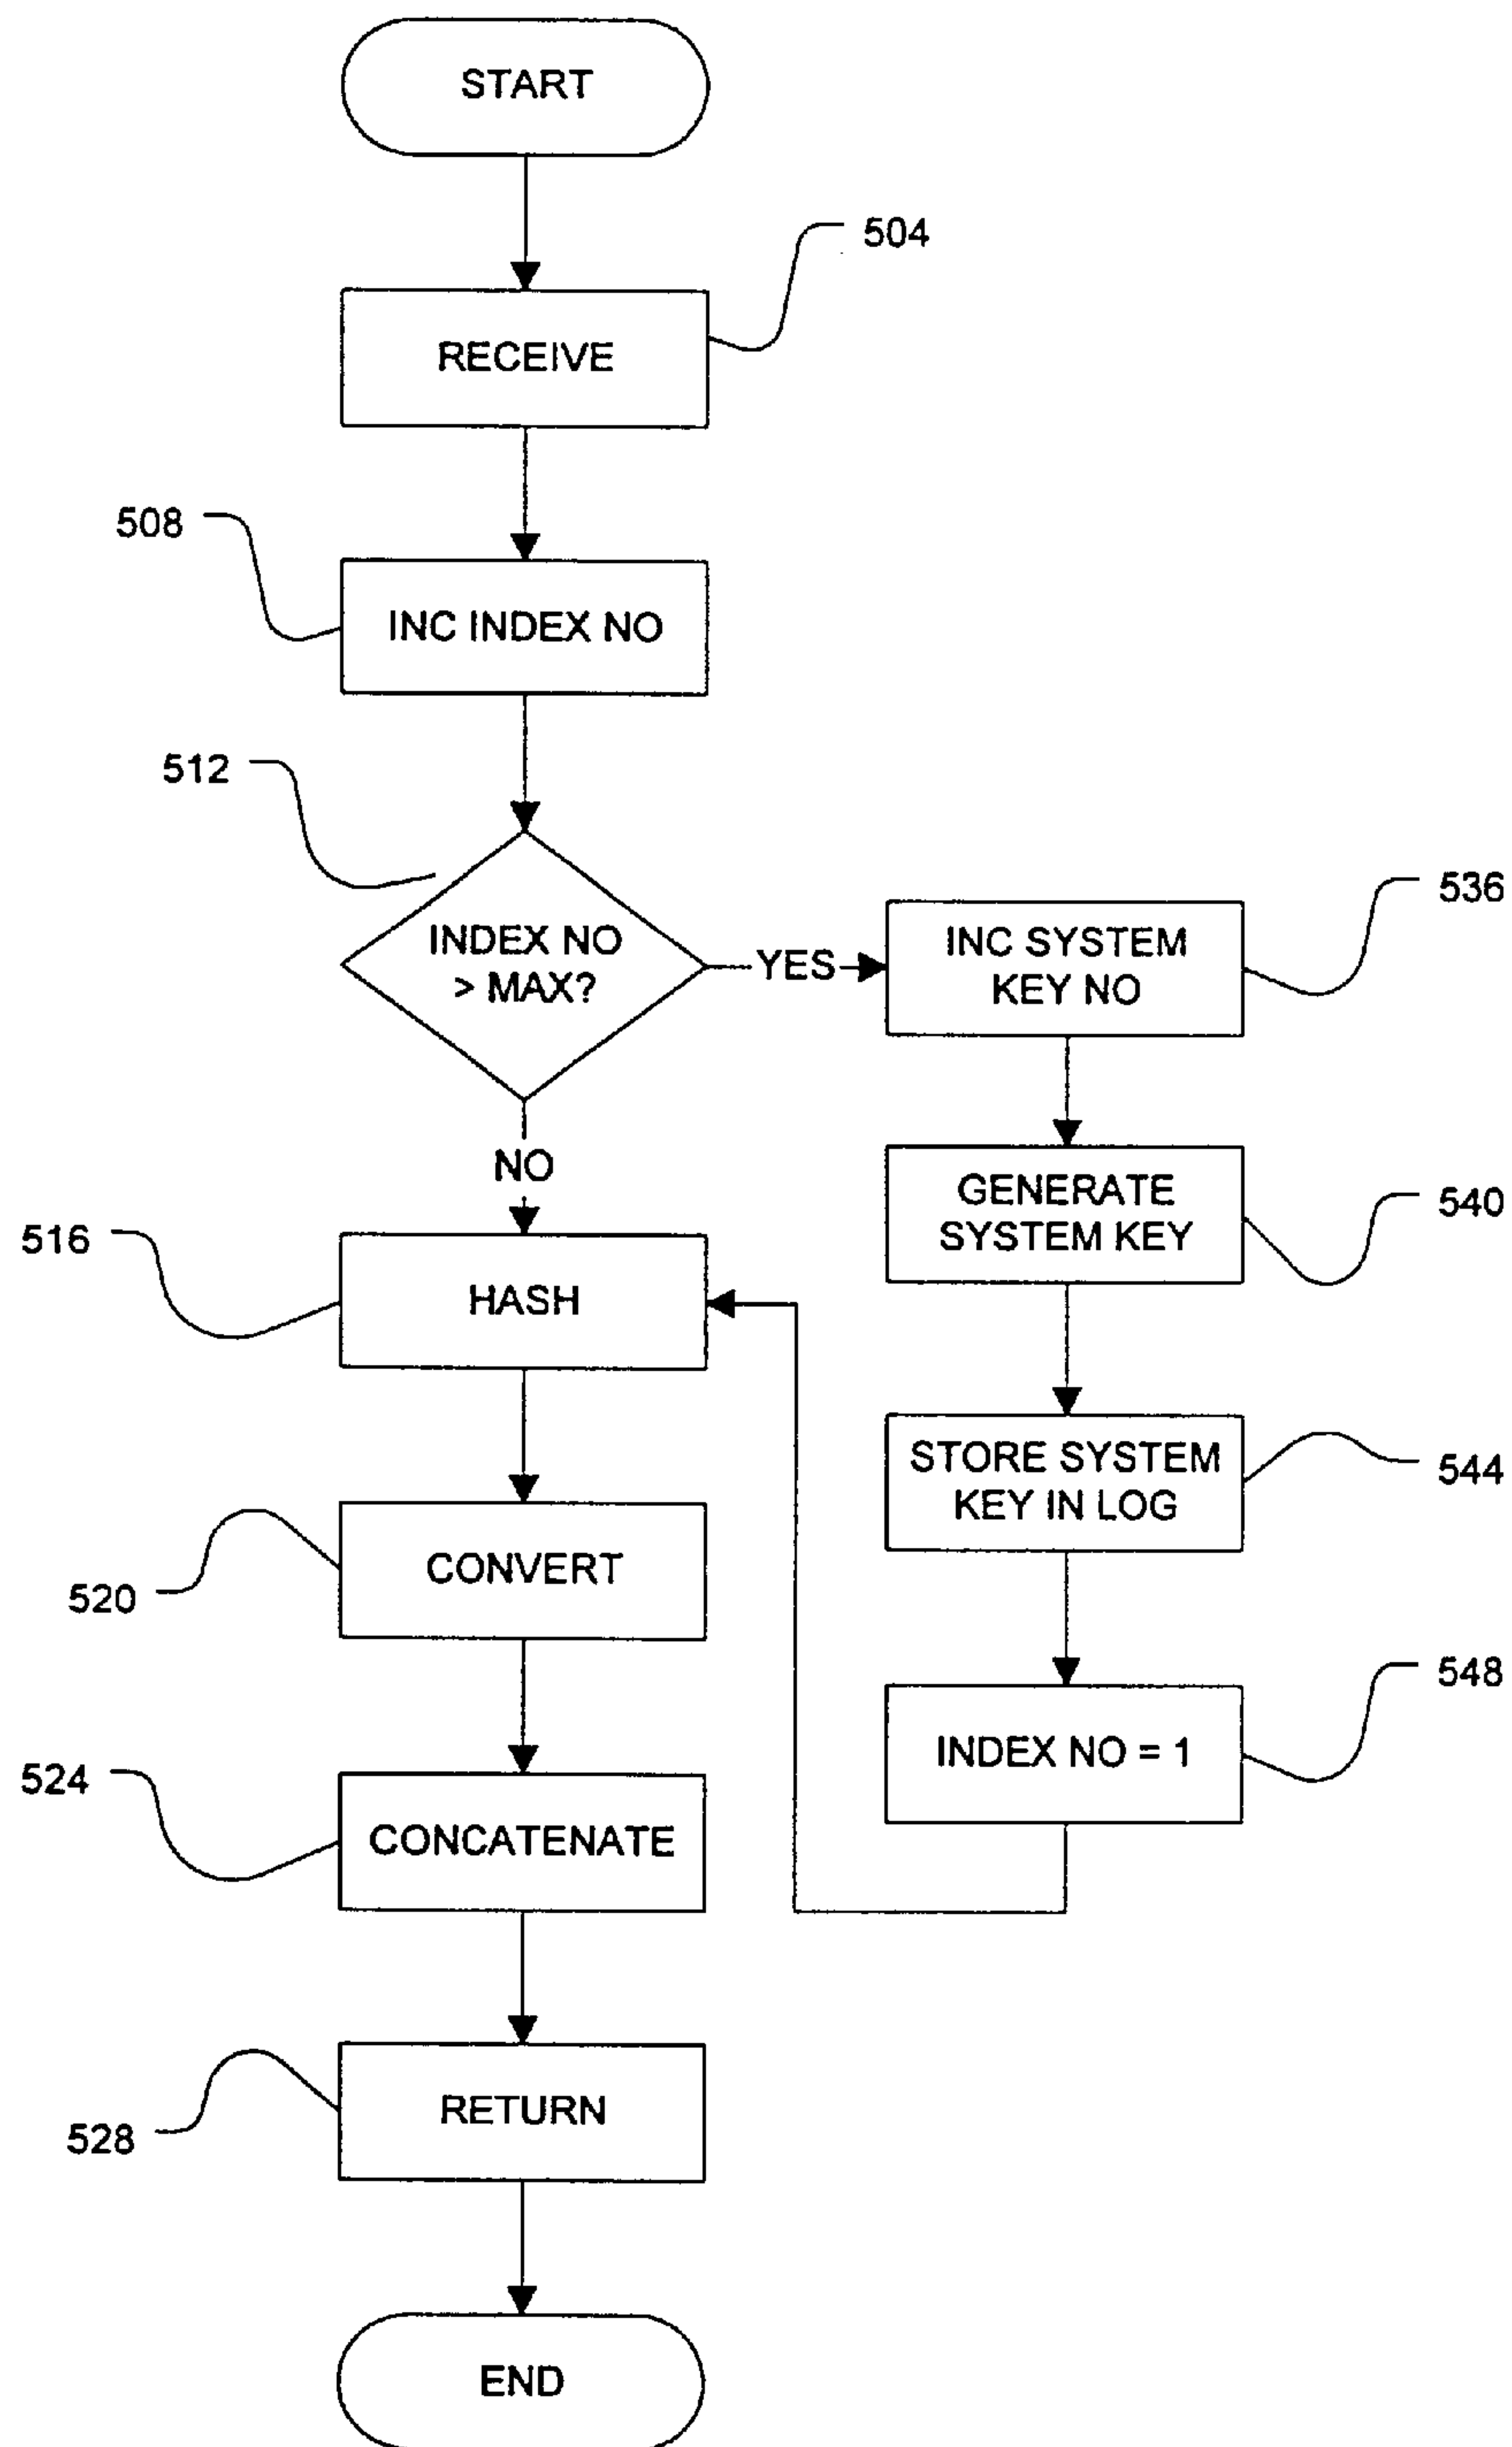 START
504
RECEIVE
508
INC INDEX NO
512
INDEX NO
> MAX?
YES
536
INC SYSTEM
KEY NO
NO
540
GENERATE
SYSTEM KEY
516
HASH
544
STORE SYSTEM
KEY IN LOG
520
CONVERT
548
INDEX NO = 1
524
CONCATENATE
528
RETURN
END